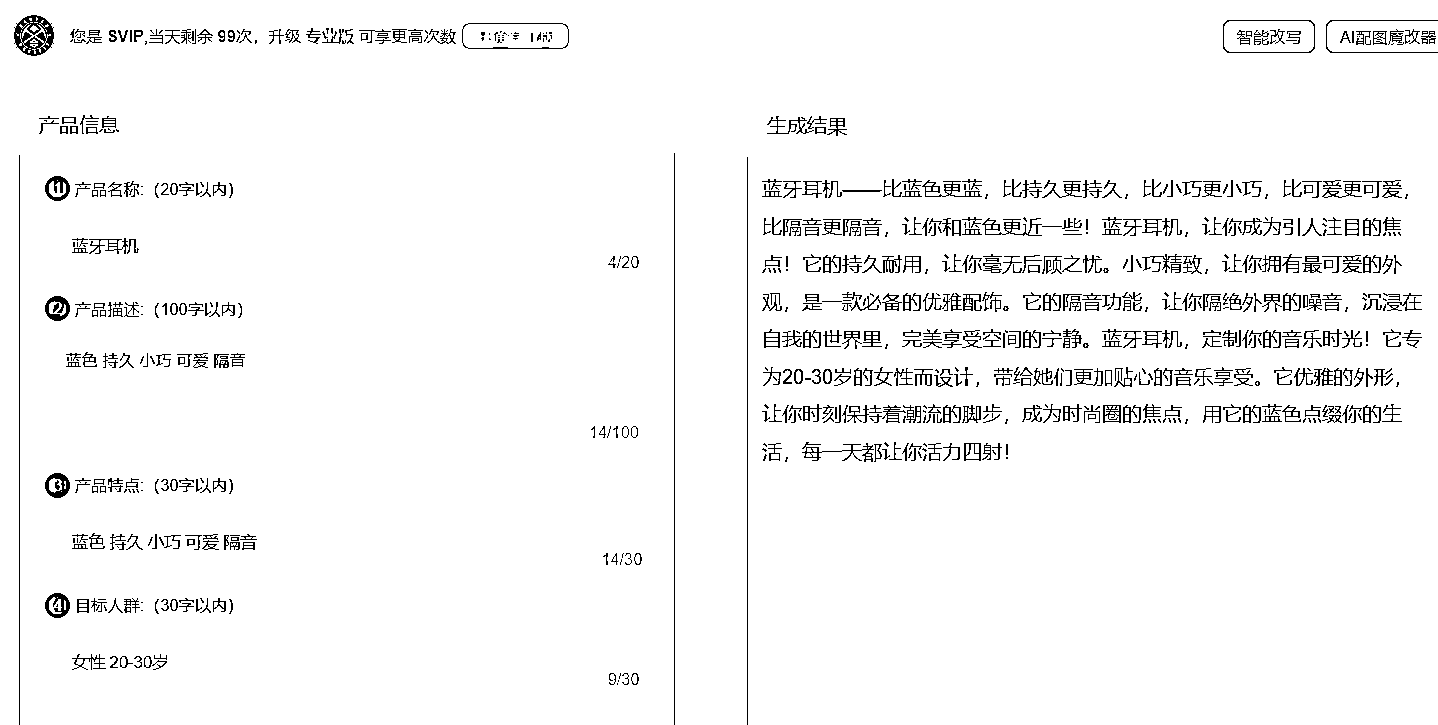 您是 SVIP,当天剩余 99次，升级 专业版 可享更高次数
智能改写
AI配图魔改器
产品信息
1 产品名称:（20字以内）
蓝牙耳机
4/20
2 产品描述:（100字以内）
蓝色 持久 小巧 可爱 隔音
14/100
3 产品特点:（30字以内）
蓝色 持久 小巧 可爱 隔音
14/30
4 目标人群:（30字以内）
女性 20-30岁
9/30
生成结果
蓝牙耳机——比蓝色更蓝，比持久更持久，比小巧更小巧，比可爱更可爱，
比隔音更隔音，让你和蓝色更近一些！蓝牙耳机，让你成为引人注目的焦
点！它的持久耐用，让你毫无后顾之忧。小巧精致，让你拥有最可爱的外
观，是一款必备的优雅配饰。它的隔音功能，让你隔绝外界的噪音，沉浸在
自我的世界里，完美享受空间的宁静。蓝牙耳机，定制你的音乐时光！它专
为20-30岁的女性而设计，带给她们更加贴心的音乐享受。它优雅的外形，
让你时刻保持着潮流的脚步，成为时尚圈的焦点，用它的蓝色点缀你的生
活，每一天都让你活力四射！